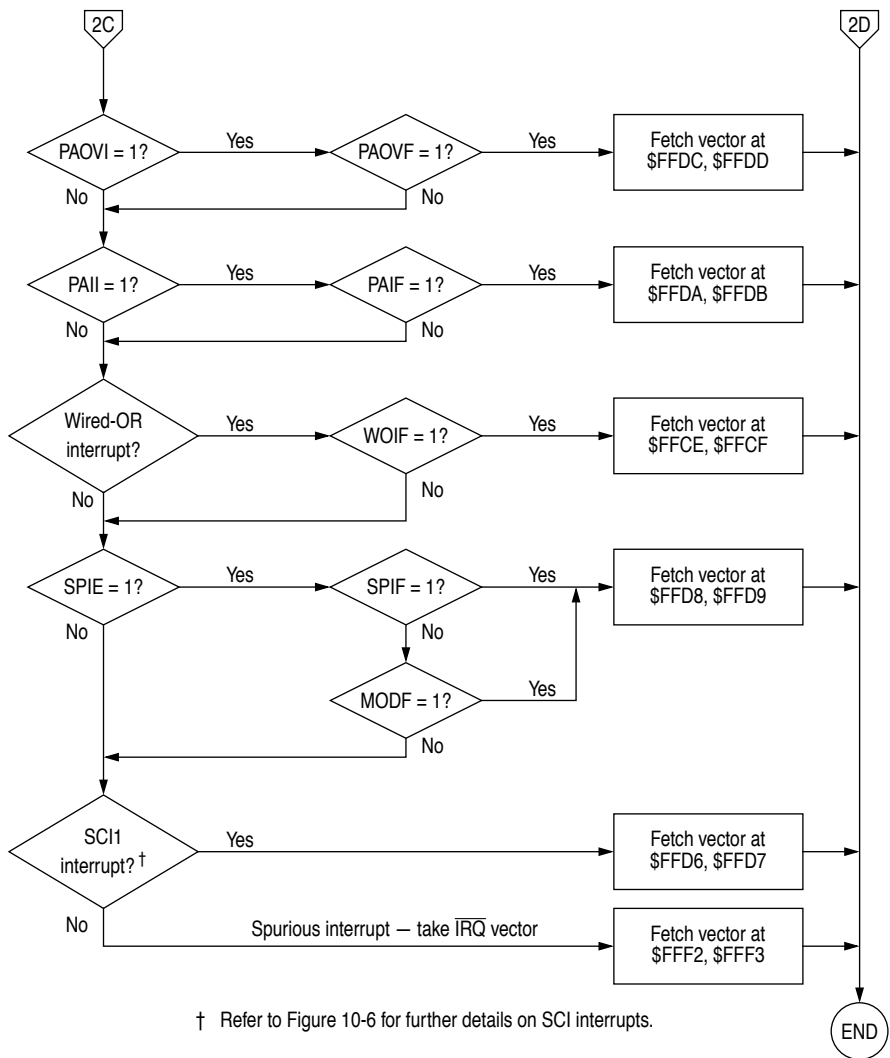 2C
2D
PAOVI = 1?
Yes
PAOVF = 1?
Yes
Fetch vector at
$FFDC, $FFDD
No
No
PAII = 1?
Yes
PAIF = 1?
Yes
Fetch vector at
$FFDA, $FFDB
No
No
Wired-OR
interrupt?
Yes
WOIF = 1?
Yes
Fetch vector at
$FFCE, $FFCF
No
No
SPIE = 1?
Yes
SPIF = 1?
Yes
Fetch vector at
$FFD8, $FFD9
No
No
MODF = 1?
Yes
No
SCI1
interrupt? †
Yes
Fetch vector at
$FFD6, $FFD7
No
Spurious interrupt — take I̅R̅Q̅ vector
Fetch vector at
$FFF2, $FFF3
† Refer to Figure 10-6 for further details on SCI interrupts.
END